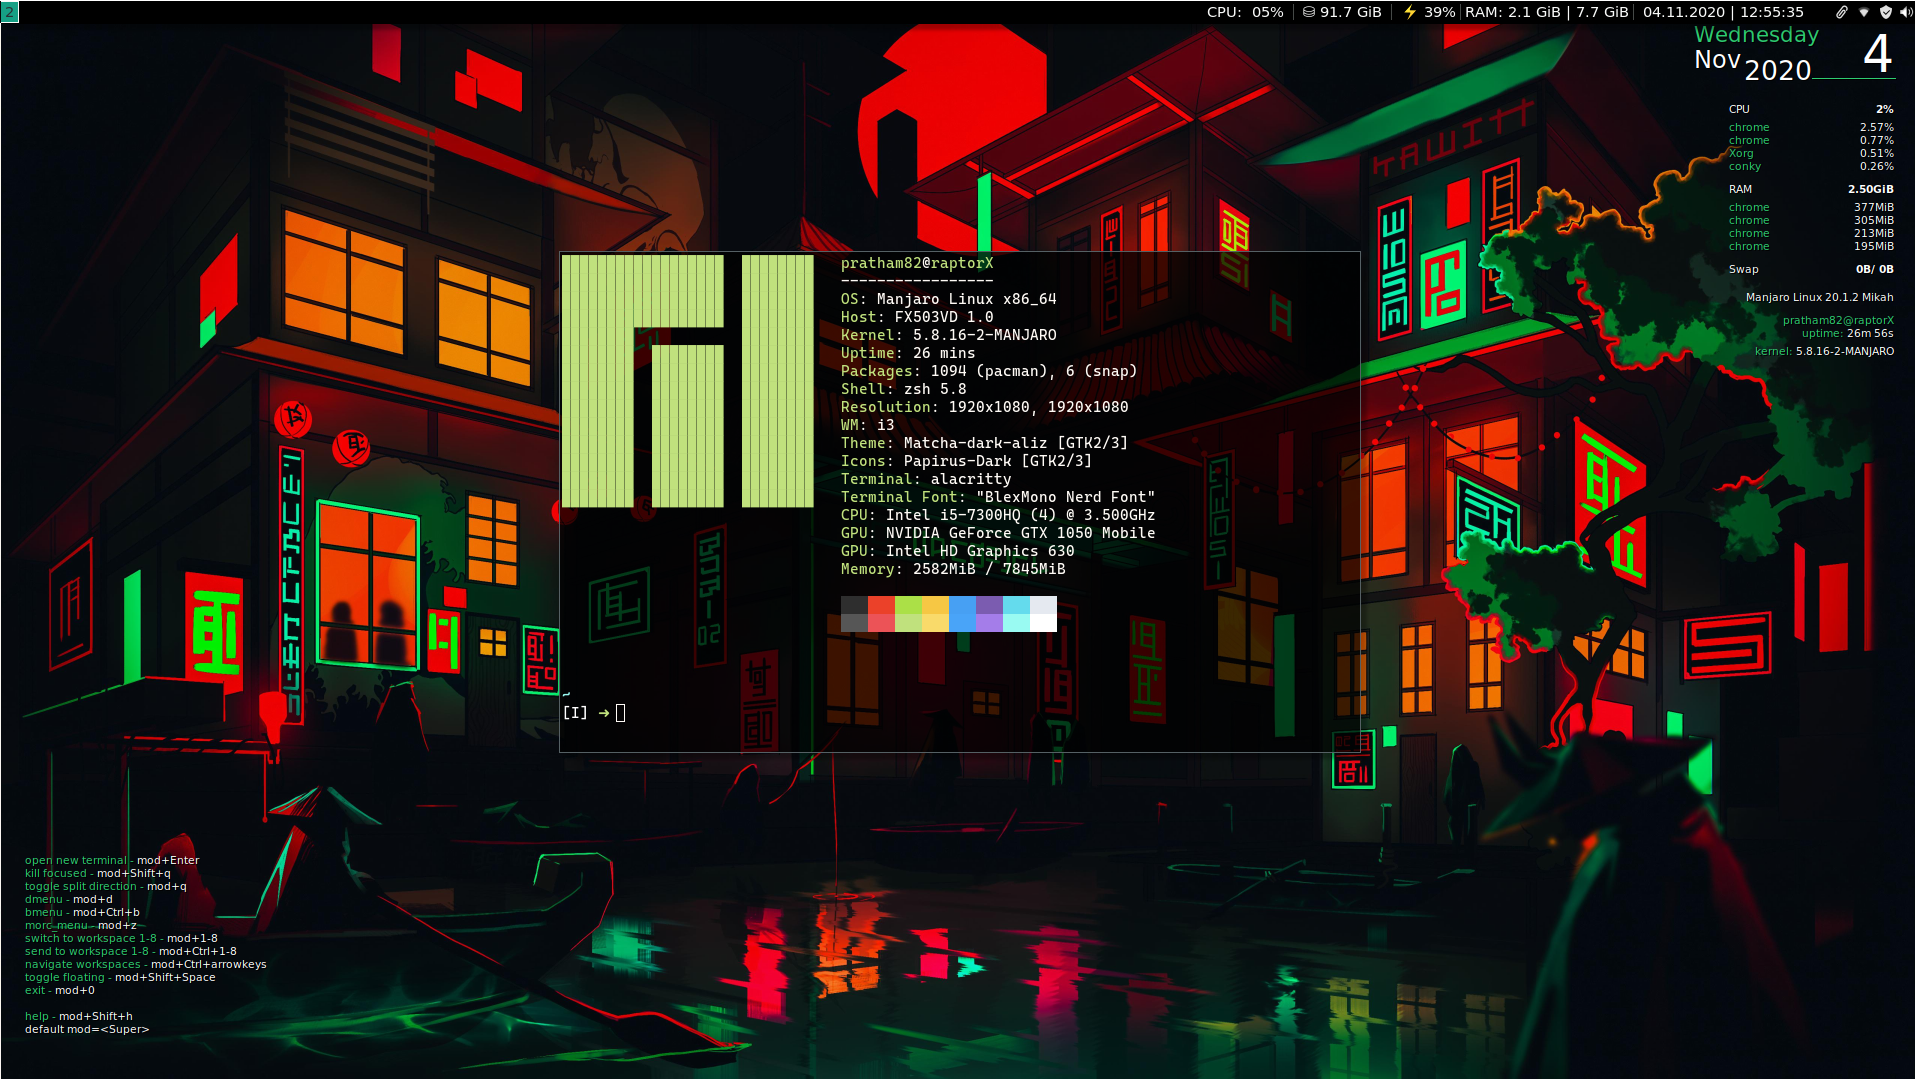 2
CPU: 05% 91.7 GiB ⚡ 39% RAM: 2.1 GiB | 7.7 GiB 04.11.2020 | 12:55:35
Wednesday
Nov 2020 4
CPU 2%
chrome 2.57%
chrome 0.77%
Xorg 0.51%
conky 0.26%
RAM 2.50GiB
chrome 377MiB
chrome 305MiB
chrome 213MiB
chrome 195MiB
Swap 0B/ 0B
Manjaro Linux 20.1.2 Mikah
pratham82@raptorX
uptime: 26m 56s
kernel: 5.8.16-2-MANJARO
pratham82@raptorX
-----------------
OS: Manjaro Linux x86_64
Host: FX503VD 1.0
Kernel: 5.8.16-2-MANJARO
Uptime: 26 mins
Packages: 1094 (pacman), 6 (snap)
Shell: zsh 5.8
Resolution: 1920x1080, 1920x1080
WM: i3
Theme: Matcha-dark-aliz [GTK2/3]
Icons: Papirus-Dark [GTK2/3]
Terminal: alacritty
Terminal Font: "BlexMono Nerd Font"
CPU: Intel i5-7300HQ (4) @ 3.500GHz
GPU: NVIDIA GeForce GTX 1050 Mobile
GPU: Intel HD Graphics 630
Memory: 2582MiB / 7845MiB
~
[I] ➜
open new terminal - mod+Enter
kill focused - mod+Shift+q
toggle split direction - mod+q
dmenu - mod+d
bmenu - mod+Ctrl+b
morc_menu - mod+z
switch to workspace 1-8 - mod+1-8
send to workspace 1-8 - mod+Ctrl+1-8
navigate workspaces - mod+Ctrl+arrowkeys
toggle floating - mod+Shift+Space
exit - mod+0
help - mod+Shift+h
default mod=<Super>